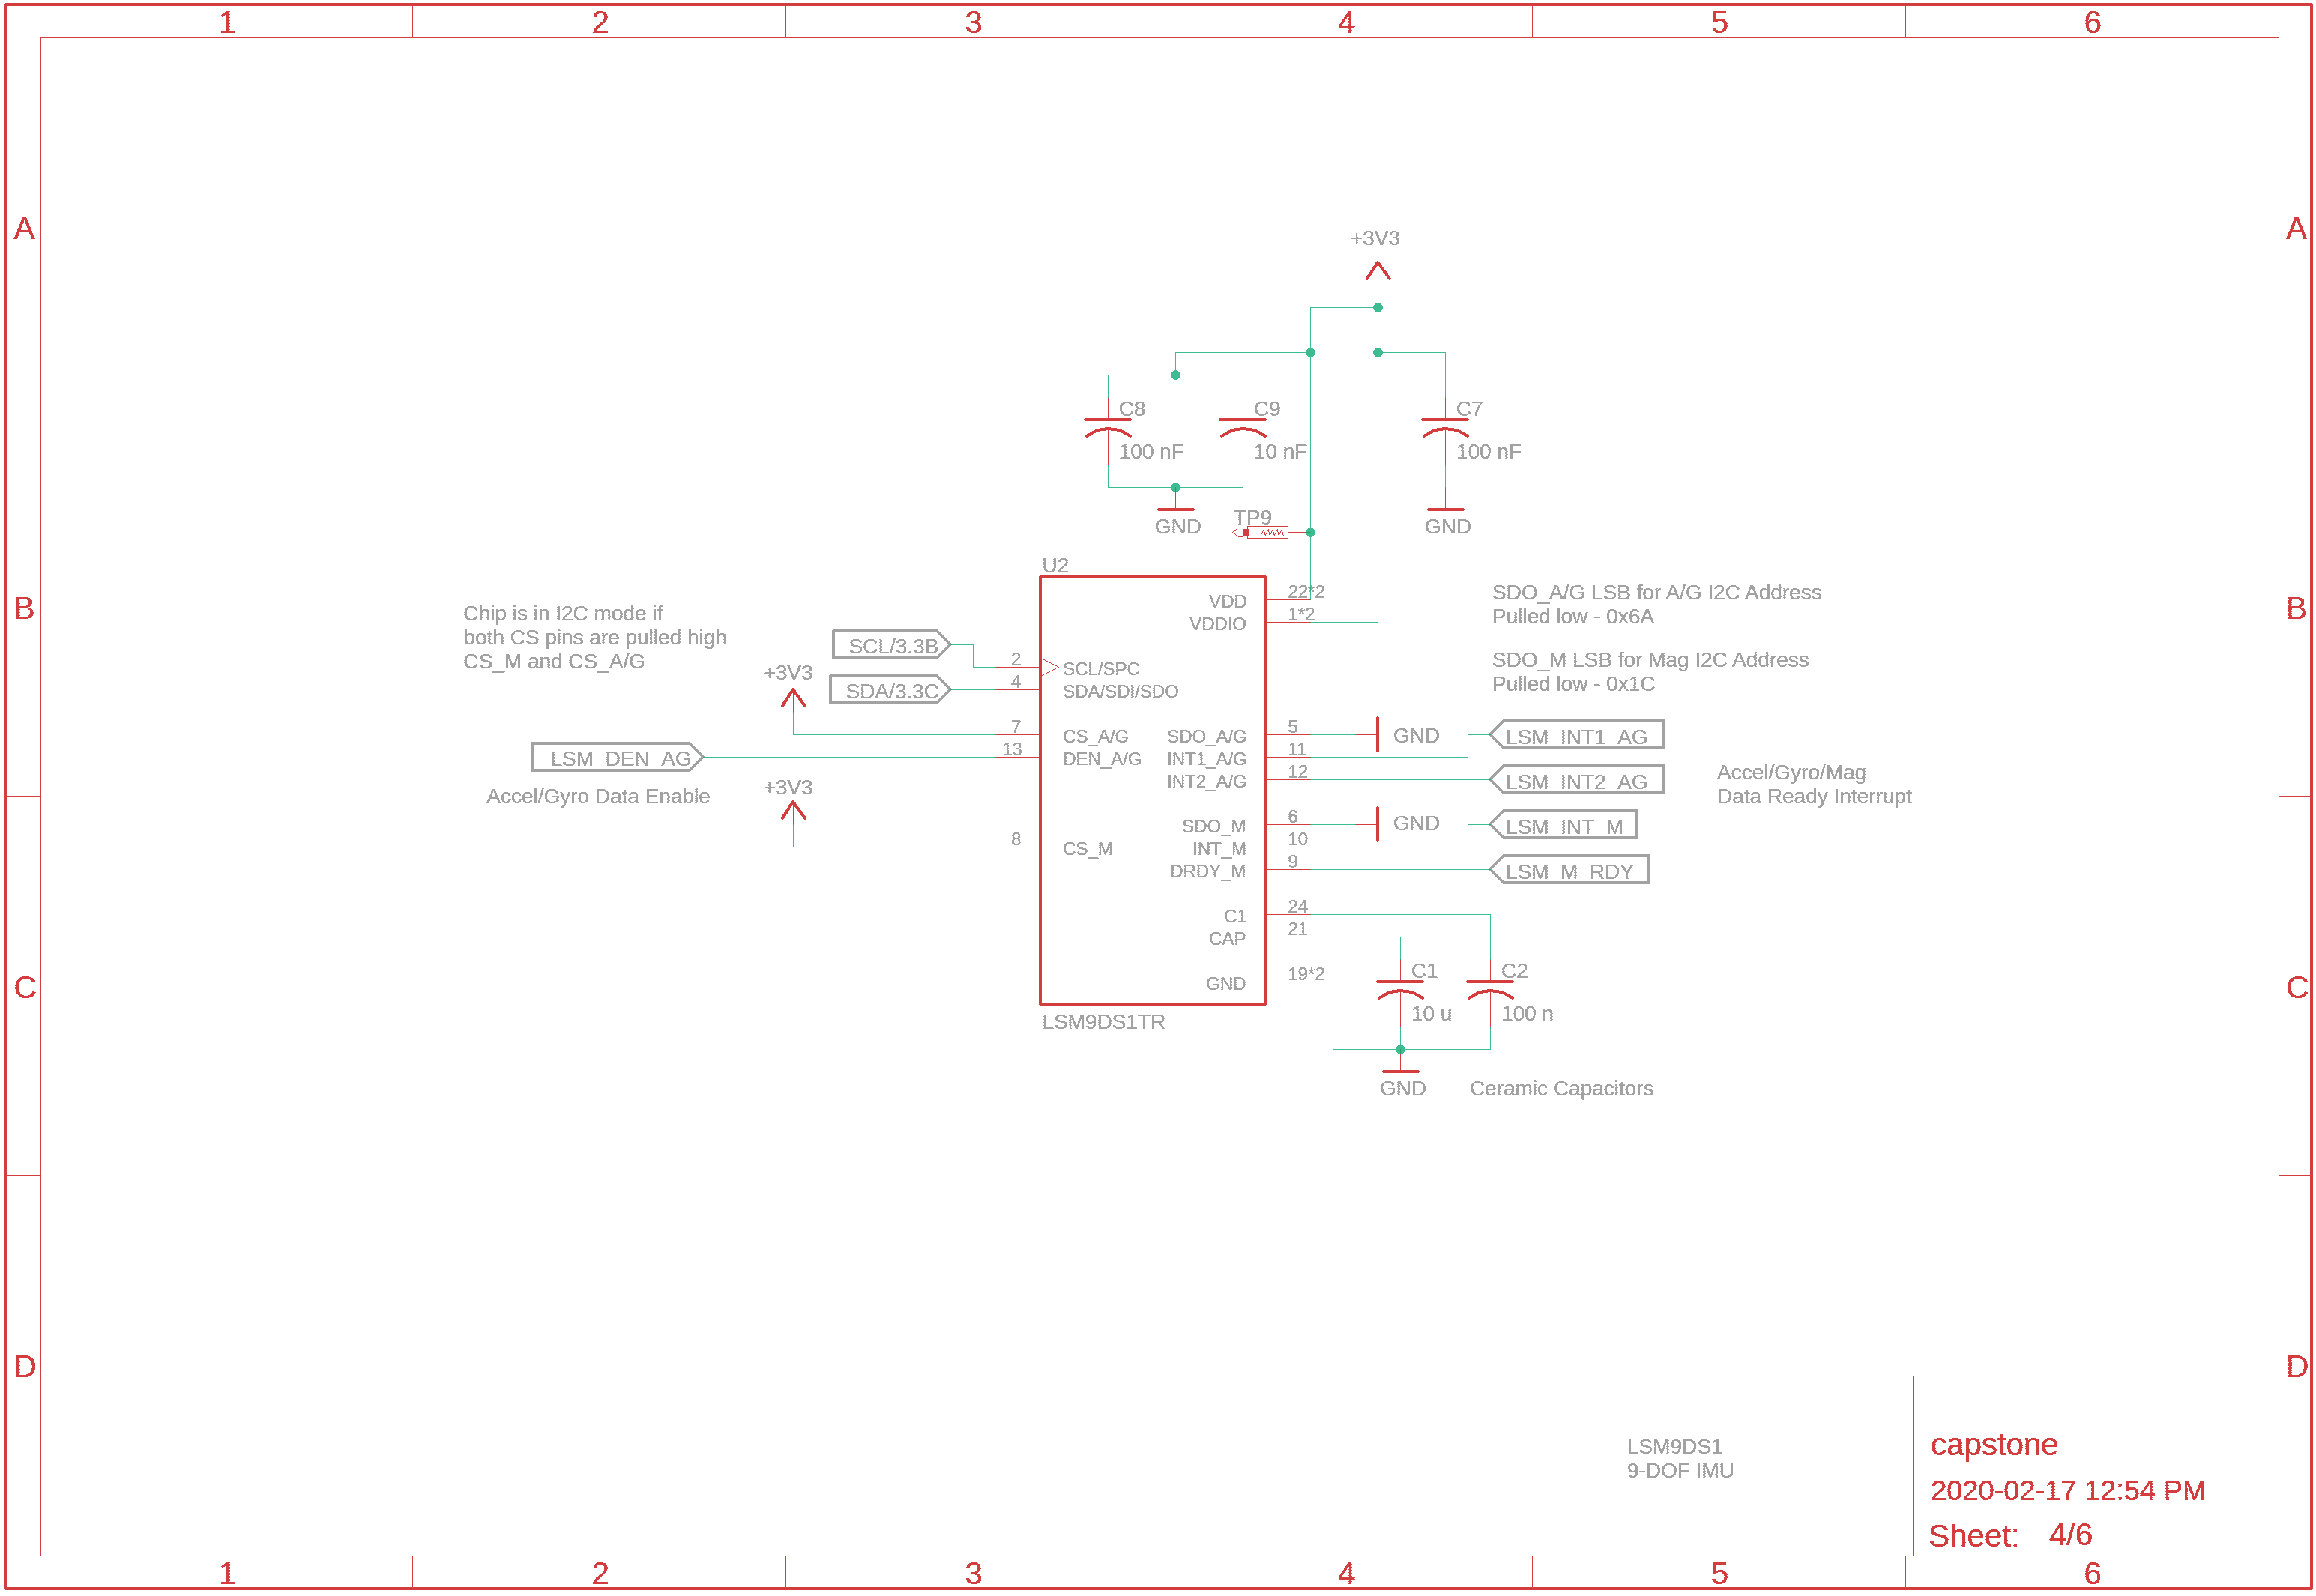 1 2 3 4 5 6
A A
+3V3
C8 C9 C7
100 nF 10 nF 100 nF
TP9
GND GND
U2
B B
Chip is in I2C mode if
both CS pins are pulled high
CS_M and CS_A/G
SDO_A/G LSB for A/G I2C Address
Pulled low - 0x6A
SDO_M LSB for Mag I2C Address
Pulled low - 0x1C
VDD 22*2
VDDIO 1*2
SCL/3.3B 2 SCL/SPC
SDA/3.3C 4 SDA/SDI/SDO
+3V3
7 CS_A/G SDO_A/G 5 GND
LSM_DEN_AG 13 DEN_A/G INT1_A/G 11 LSM_INT1_AG
INT2_A/G 12 LSM_INT2_AG
Accel/Gyro Data Enable
Accel/Gyro/Mag
Data Ready Interrupt
+3V3
SDO_M 6 GND
8 CS_M INT_M 10 LSM_INT_M
DRDY_M 9 LSM_M_RDY
C1 24
CAP 21
GND 19*2
C1 C2
10 u 100 n
C C
LSM9DS1TR
GND Ceramic Capacitors
D D
LSM9DS1
9-DOF IMU
capstone
2020-02-17 12:54 PM
Sheet: 4/6
1 2 3 4 5 6